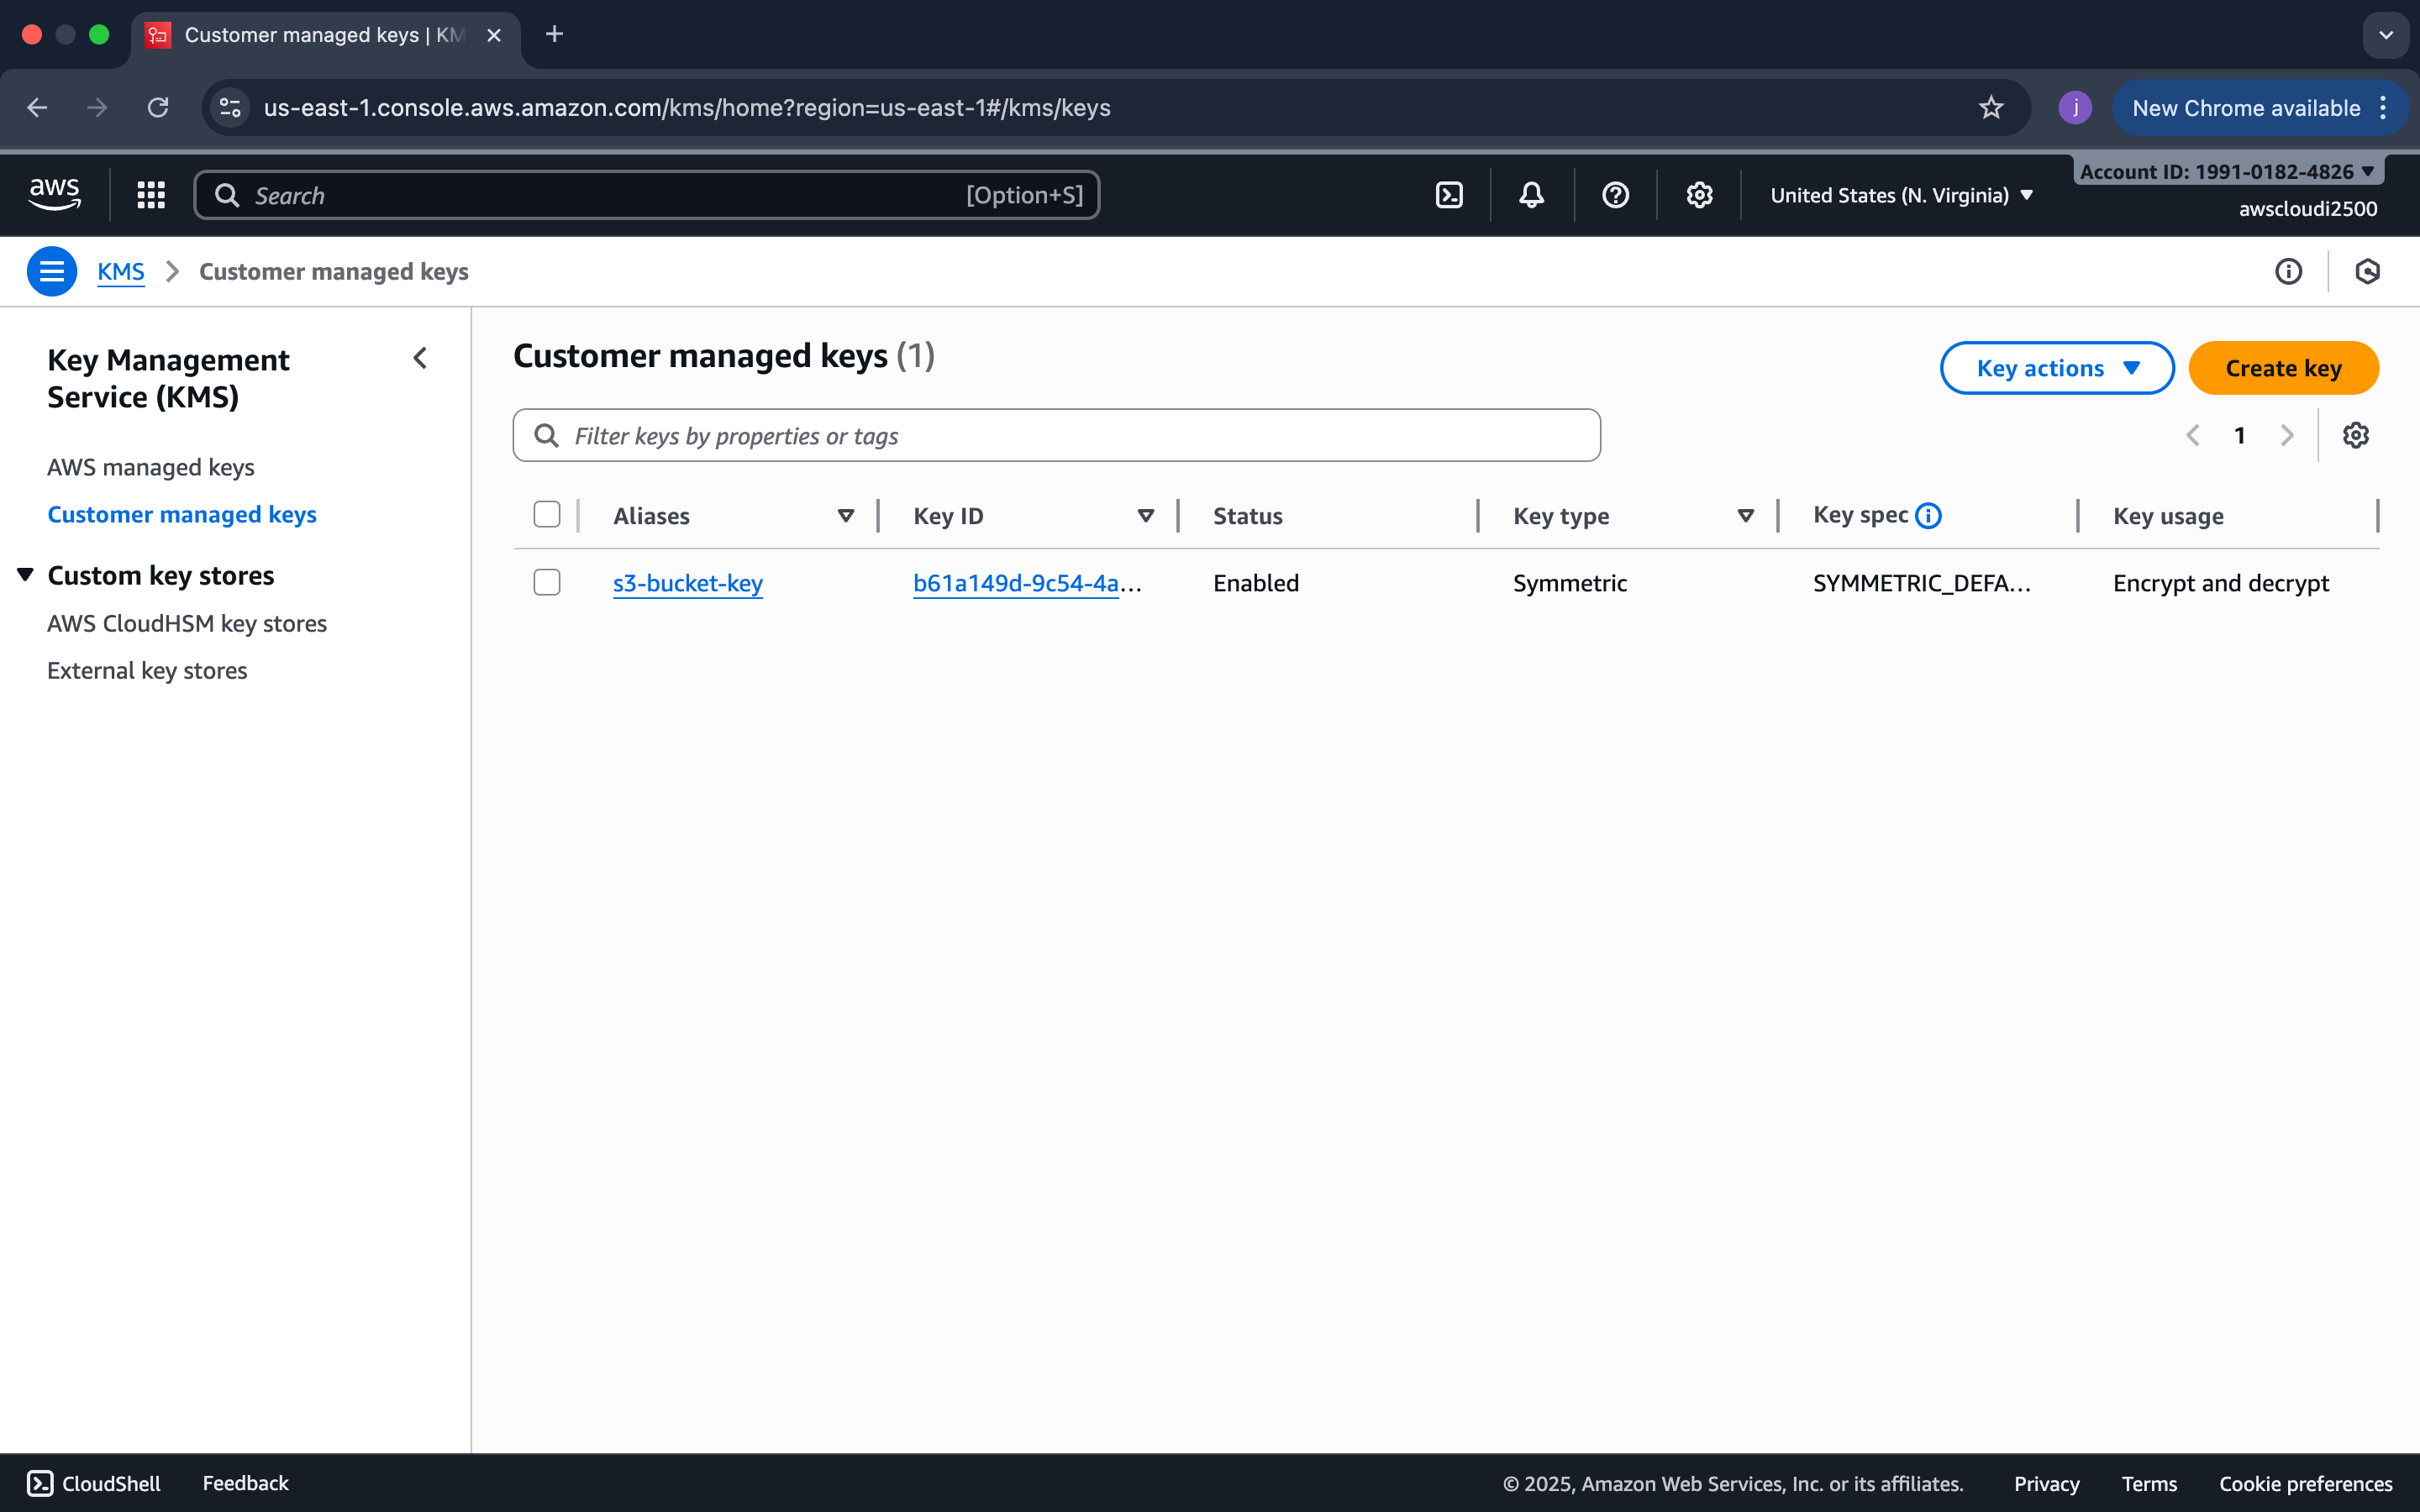 Customer managed keys | KM
us-east-1.console.aws.amazon.com/kms/home?region=us-east-1#/kms/keys
j
New Chrome available
aws
Search
[Option+S]
United States (N. Virginia)
Account ID: 1991-0182-4826
awscloudi2500
KMS
Customer managed keys
Key Management
Service (KMS)
AWS managed keys
Customer managed keys
Custom key stores
AWS CloudHSM key stores
External key stores
Customer managed keys (1)
Key actions
Create key
Filter keys by properties or tags
1
Aliases Key ID Status Key type Key spec Key usage
s3-bucket-key b61a149d-9c54-4a... Enabled Symmetric SYMMETRIC_DEFA... Encrypt and decrypt
CloudShell Feedback © 2025, Amazon Web Services, Inc. or its affiliates. Privacy Terms Cookie preferences